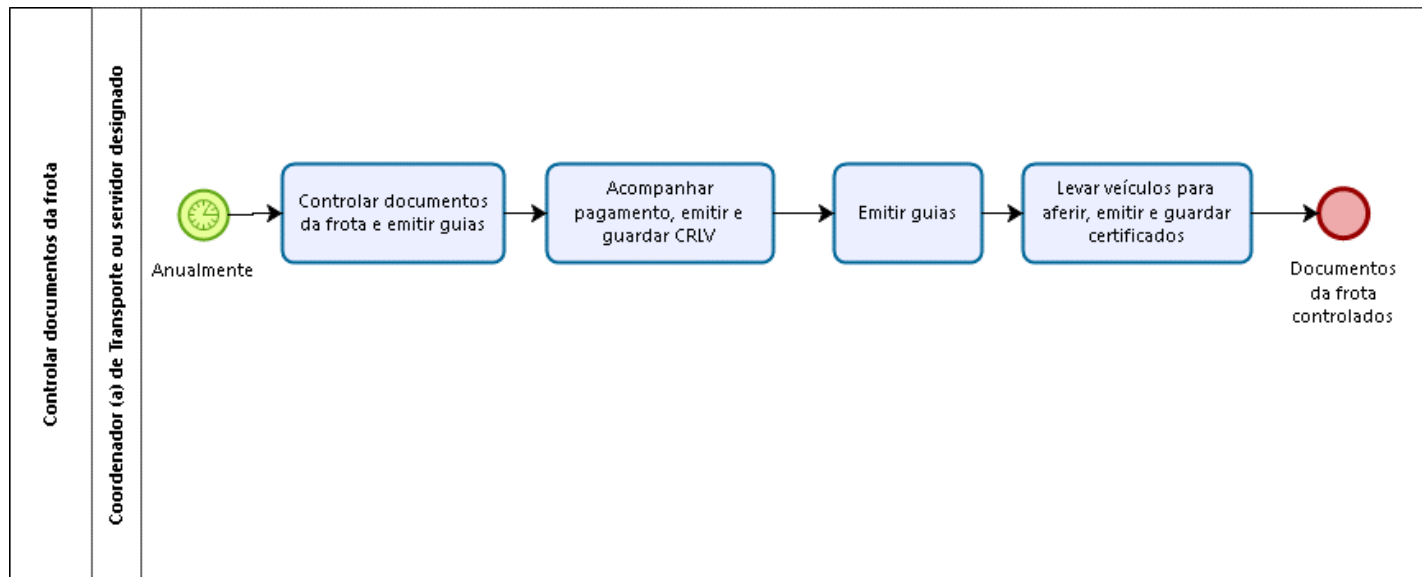 Controlar documentos da frota
Coordenador (a) de Transporte ou servidor designado
Anualmente
Controlar documentos
da frota e emitir guias
Acompanhar
pagamento, emitir e
guardar CRLV
Emitir guias
Levar veículos para
aferir, emitir e guardar
certificados
Documentos
da frota
controlados